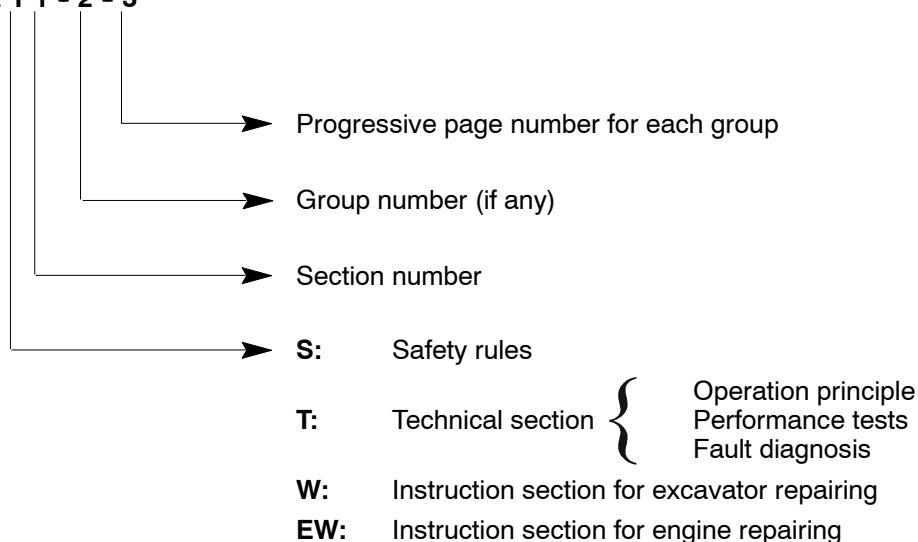 Progressive page number for each group
Group number (if any)
Section number
S: Safety rules
Operation principle
T: Technical section { Performance tests
Fault diagnosis
W: Instruction section for excavator repairing
EW: Instruction section for engine repairing